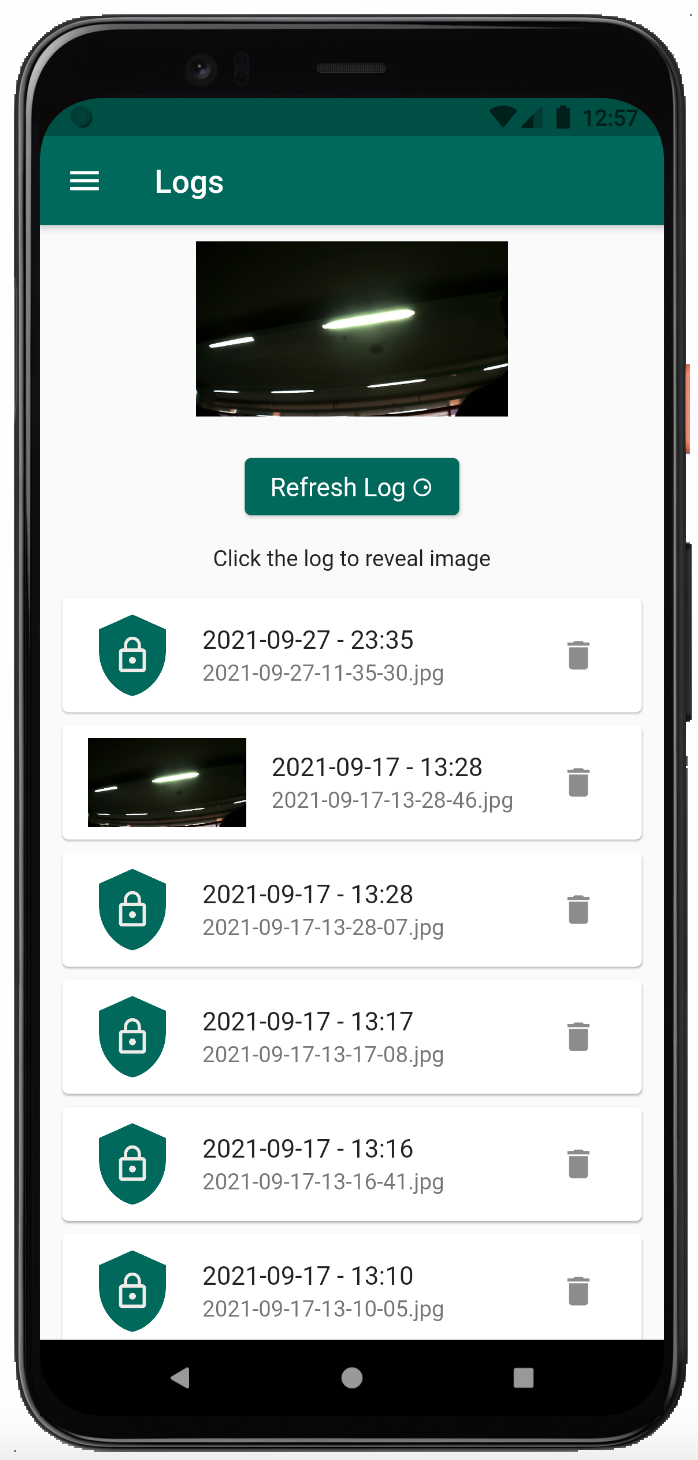 12:57
Logs
Refresh Log
Click the log to reveal image
2021-09-27 - 23:35
2021-09-27-11-35-30.jpg
2021-09-17 - 13:28
2021-09-17-13-28-46.jpg
2021-09-17 - 13:28
2021-09-17-13-28-07.jpg
2021-09-17 - 13:17
2021-09-17-13-17-08.jpg
2021-09-17 - 13:16
2021-09-17-13-16-41.jpg
2021-09-17 - 13:10
2021-09-17-13-10-05.jpg